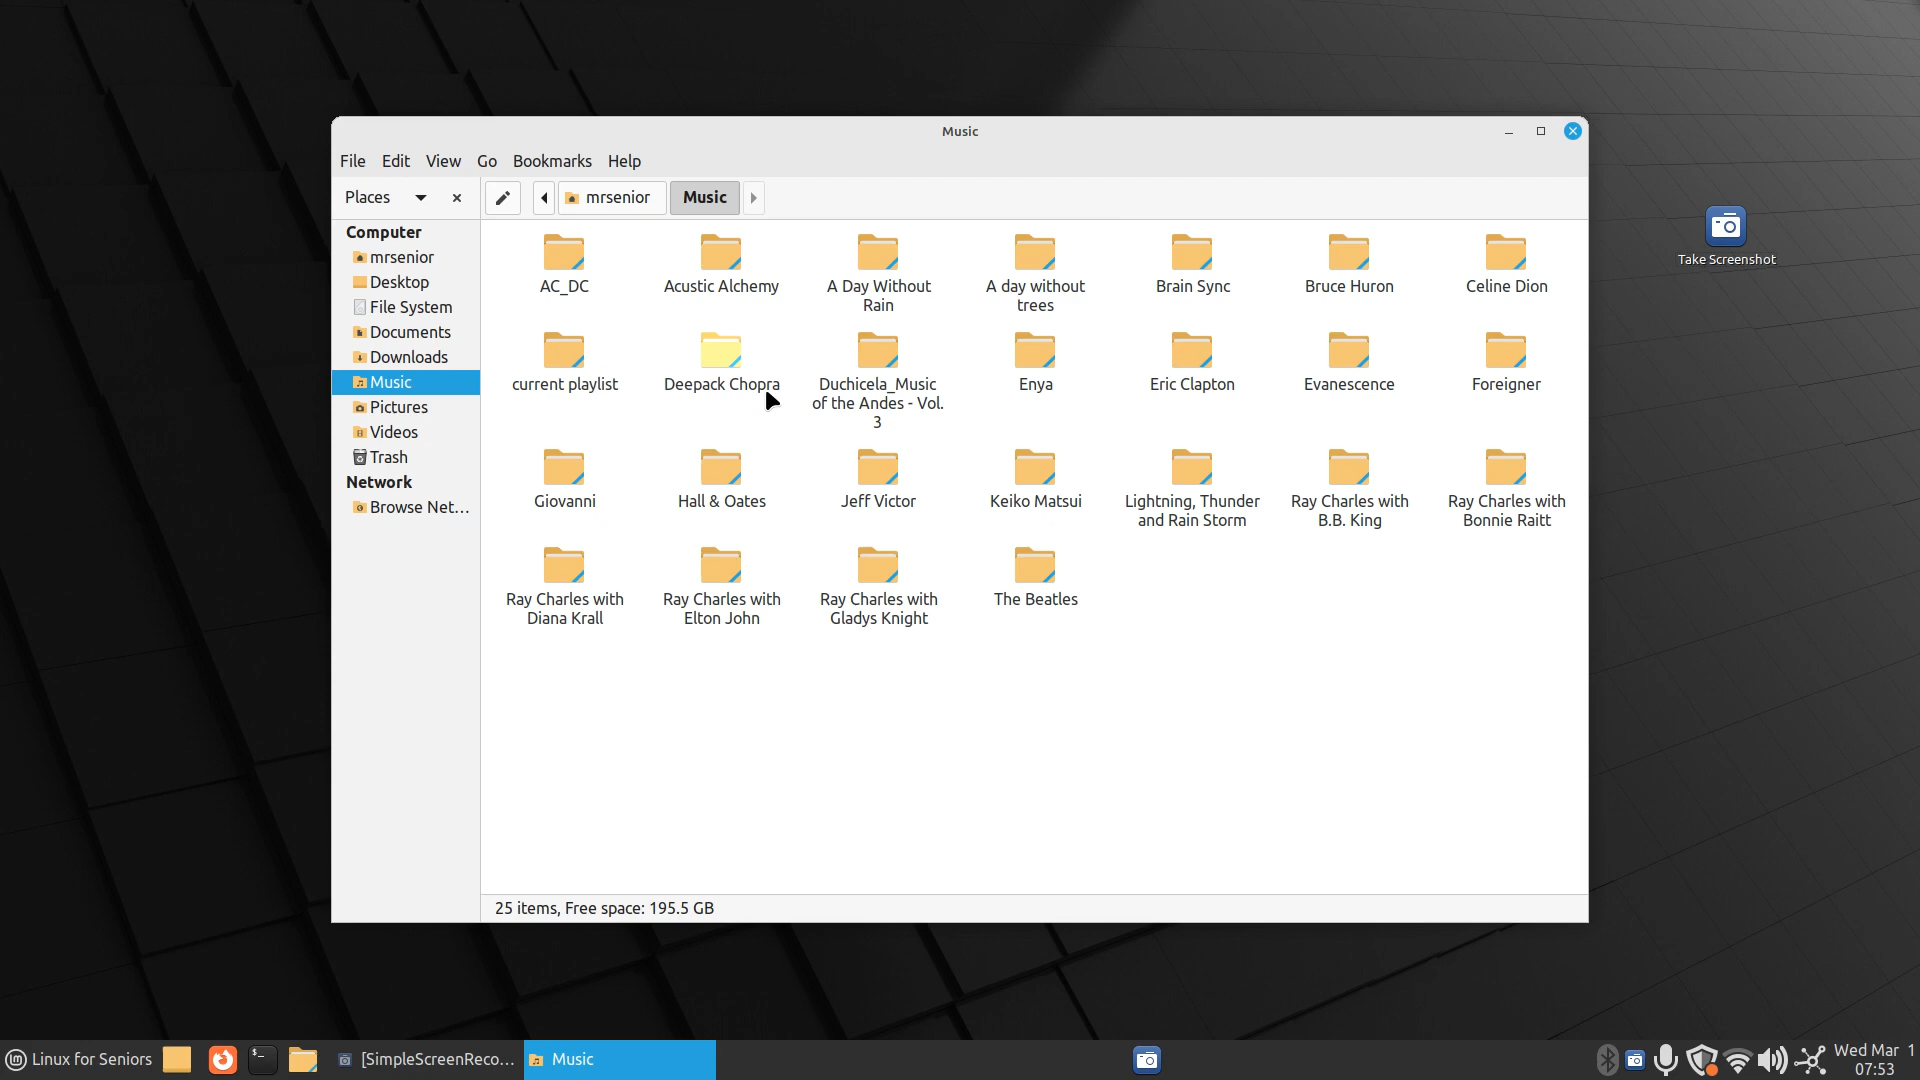 Music
File Edit View Go Bookmarks Help
Places mrsenior Music
Computer
mrsenior
Desktop
File System
Documents
Downloads
Music
Pictures
Videos
Trash
Network
Browse Net...
AC_DC
Acustic Alchemy
A Day Without
Rain
A day without
trees
Brain Sync
Bruce Huron
Celine Dion
current playlist
Deepack Chopra
Duchicela_Music
of the Andes - Vol.
3
Enya
Eric Clapton
Evanescence
Foreigner
Giovanni
Hall & Oates
Jeff Victor
Keiko Matsui
Lightning, Thunder
and Rain Storm
Ray Charles with
B.B. King
Ray Charles with
Bonnie Raitt
Ray Charles with
Diana Krall
Ray Charles with
Elton John
Ray Charles with
Gladys Knight
The Beatles
25 items, Free space: 195.5 GB
Take Screenshot
lm Linux for Seniors
$_
[SimpleScreenReco...
Music
Wed Mar 1
07:53